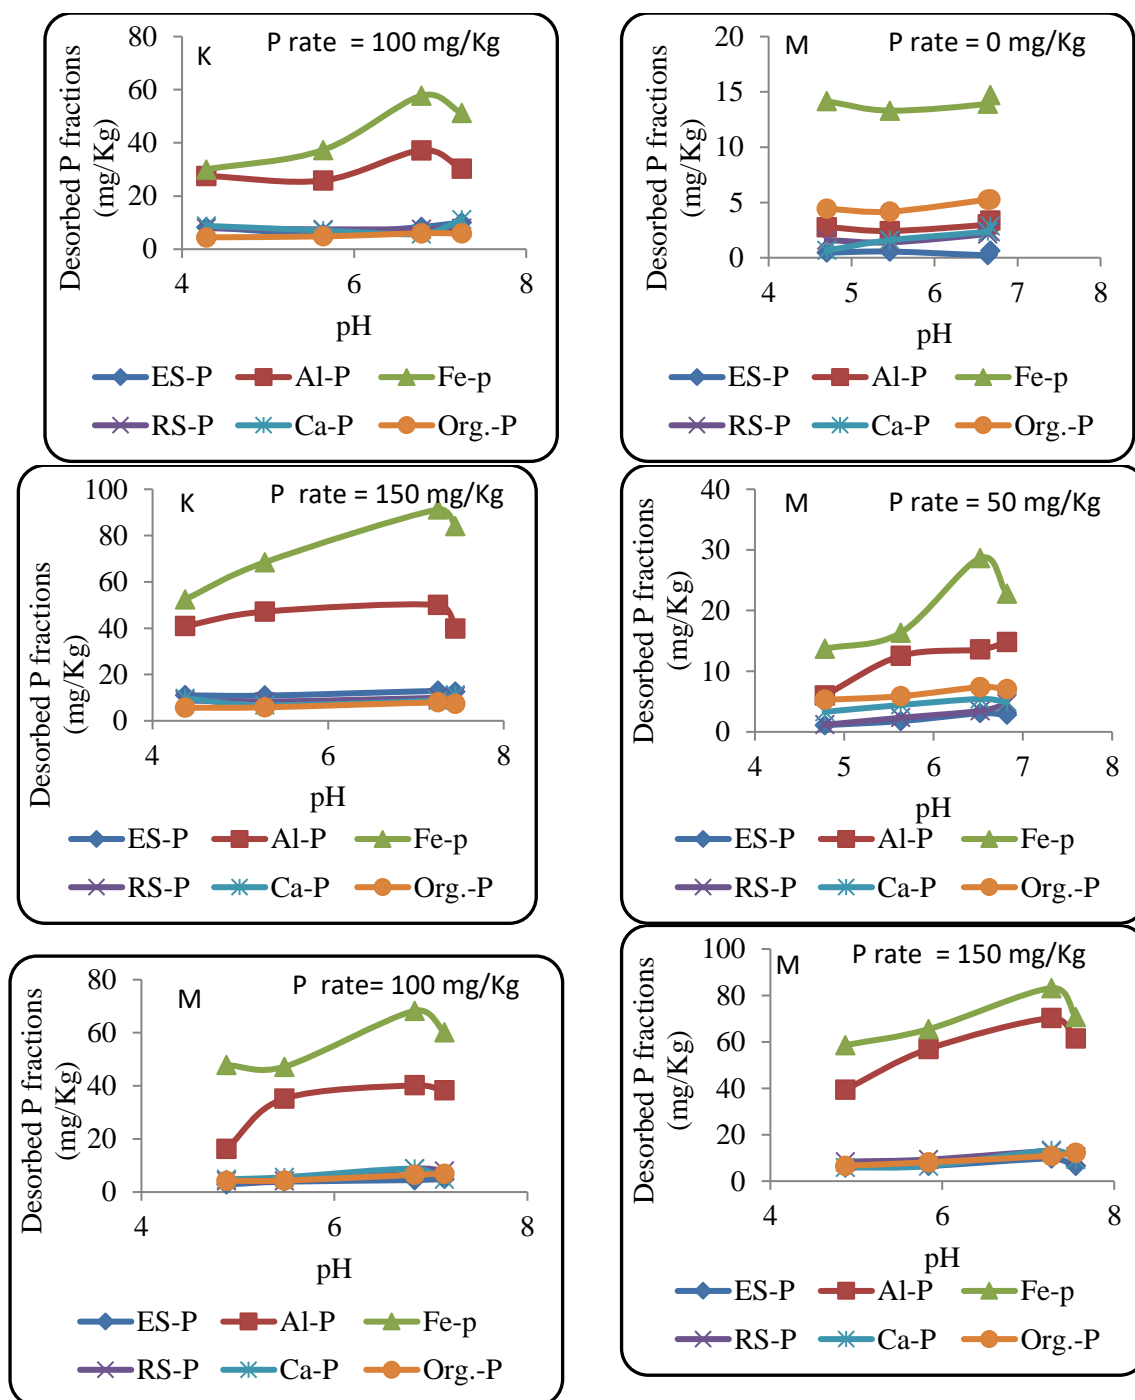 K
P rate = 100 mg/Kg
Desorbed P fractions
(mg/Kg)
80
60
40
20
0
4 6 8
pH
ES-P Al-P Fe-p
RS-P Ca-P Org.-P
M
P rate = 0 mg/Kg
Desorbed P fractions
(mg/Kg)
20
15
10
5
0
4 5 6 7 8
pH
ES-P Al-P Fe-p
RS-P Ca-P Org.-P
K
P rate = 150 mg/Kg
Desorbed P fractions
(mg/Kg)
100
80
60
40
20
0
4 6 8
pH
ES-P Al-P Fe-p
RS-P Ca-P Org.-P
M
P rate = 50 mg/Kg
Desorbed P fractions
(mg/Kg)
40
30
20
10
0
4 5 6 7 8
pH
ES-P Al-P Fe-p
RS-P Ca-P Org.-P
M
P rate= 100 mg/Kg
Desorbed P fractions
(mg/Kg)
80
60
40
20
0
4 6 8
pH
ES-P Al-P Fe-p
RS-P Ca-P Org.-P
M
P rate = 150 mg/Kg
Desorbed P fractions
(mg/Kg)
100
80
60
40
20
0
4 6 8
pH
ES-P Al-P Fe-p
RS-P Ca-P Org.-P